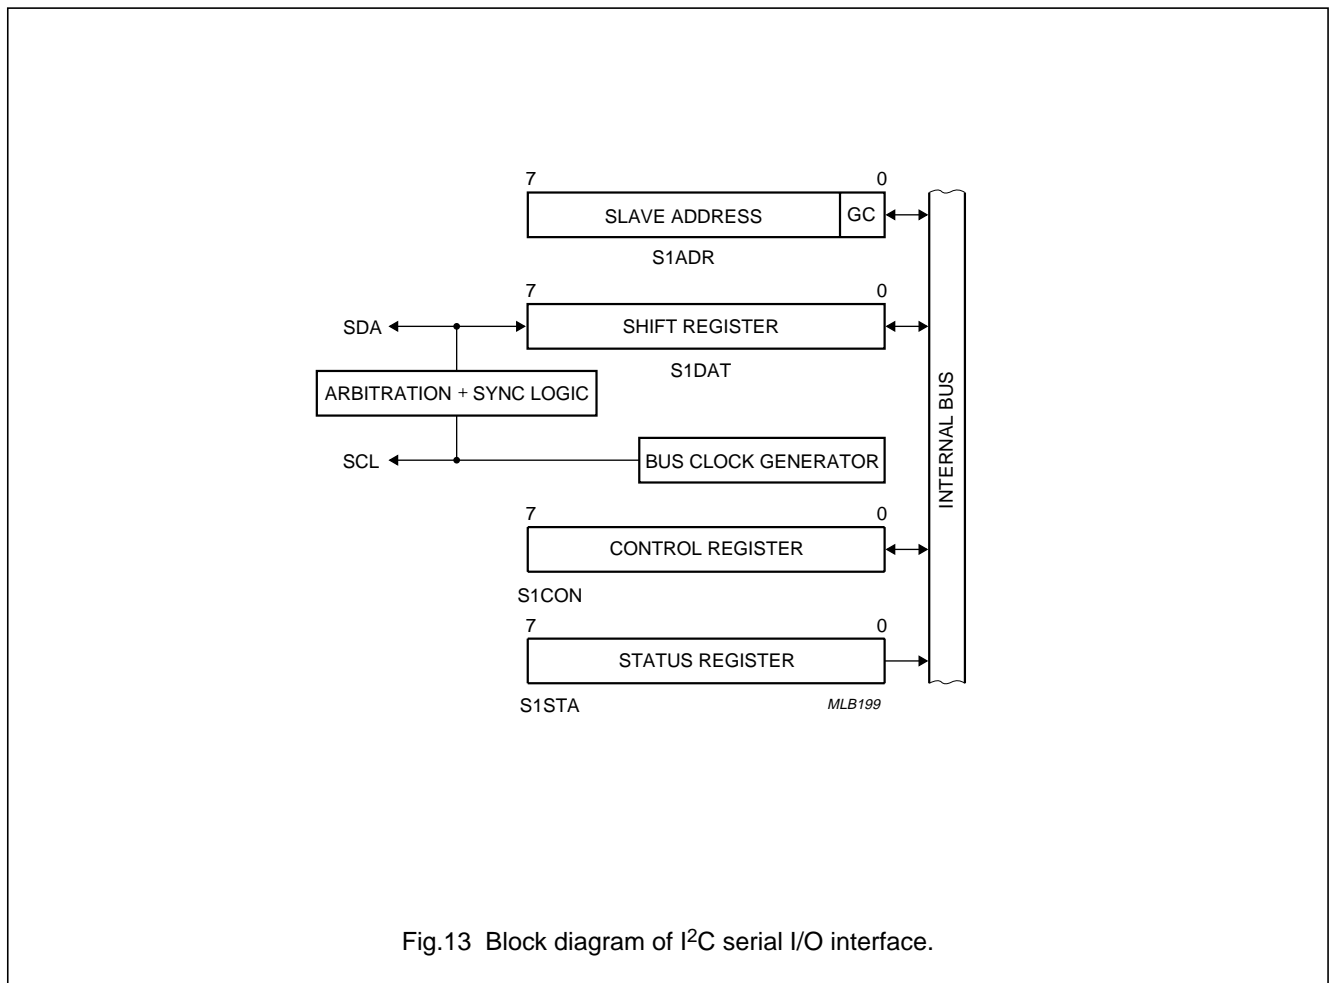 7 0
SLAVE ADDRESS GC
S1ADR
7 0
SDA SHIFT REGISTER
S1DAT
ARBITRATION + SYNC LOGIC
INTERNAL BUS
SCL BUS CLOCK GENERATOR
7 0
CONTROL REGISTER
S1CON
7 0
STATUS REGISTER
S1STA MLB199
Fig.13 Block diagram of I²C serial I/O interface.